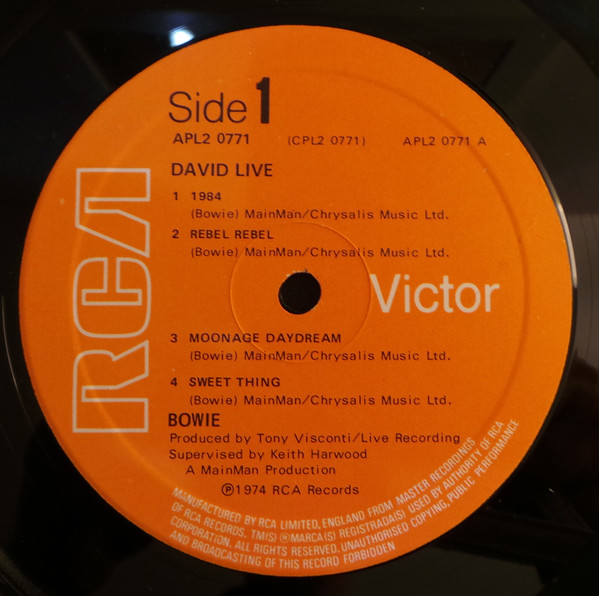 Side 1
APL2 0771 (CPL2 0771) APL2 0771 A
DAVID LIVE
1 1984
(Bowie) MainMan/Chrysalis Music Ltd.
2 REBEL REBEL
(Bowie) MainMan/Chrysalis Music Ltd.
RCA Victor
3 MOONAGE DAYDREAM
(Bowie) MainMan/Chrysalis Music Ltd.
4 SWEET THING
(Bowie) MainMan/Chrysalis Music Ltd.
BOWIE
Produced by Tony Visconti/Live Recording
Supervised by Keith Harwood
A MainMan Production
Ⓟ1974 RCA Records
MANUFACTURED BY RCA LIMITED, ENGLAND FROM MASTER RECORDINGS
OF RCA RECORDS. TM(S) ® MARCA(S) REGISTRADA(S) USED BY AUTHORITY OF RCA
CORPORATION, ALL RIGHTS RESERVED. UNAUTHORISED COPYING, PUBLIC PERFORMANCE
AND BROADCASTING OF THIS RECORD FORBIDDEN